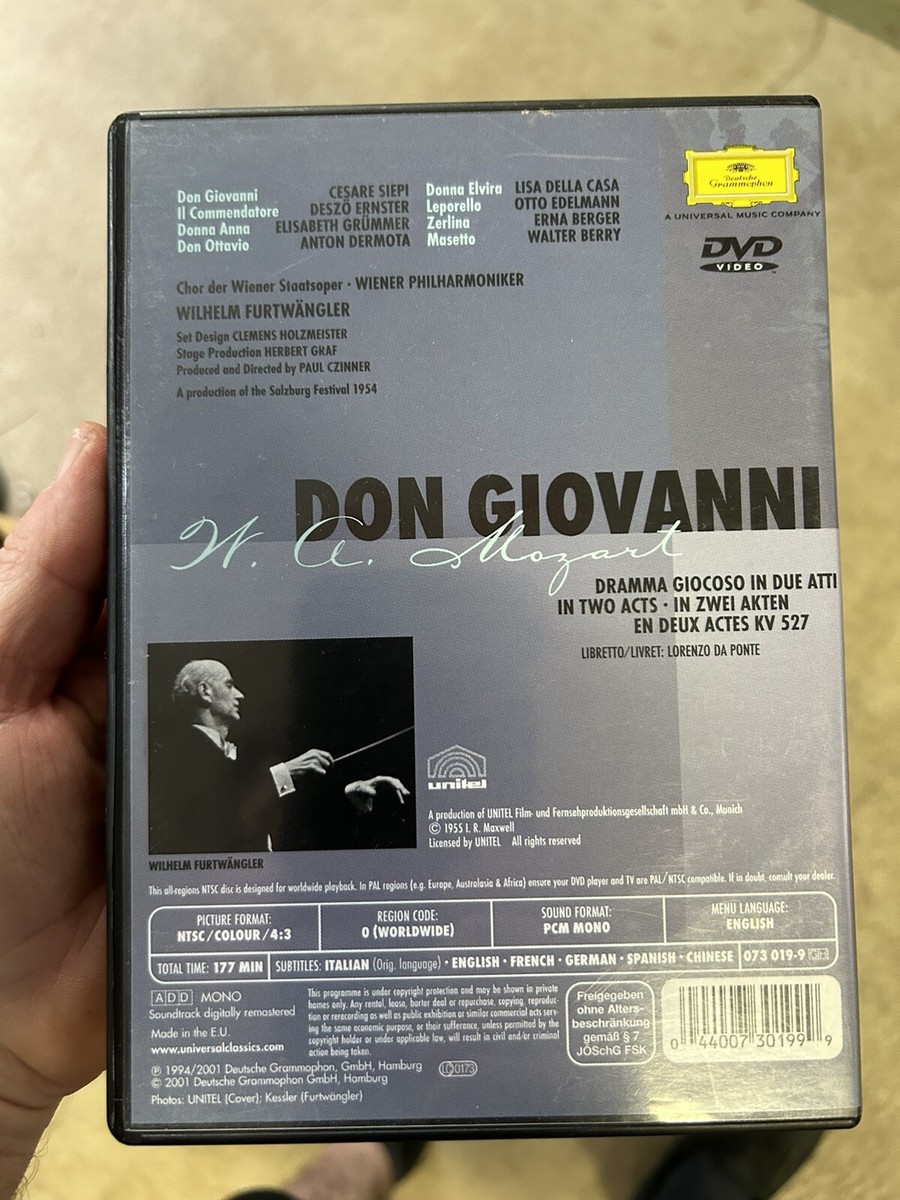 Don Giovanni CESARE SIEPI
Il Commendatore DESZÖ ERNSTER
Donna Anna ELISABETH GRÜMMER
Don Ottavio ANTON DERMOTA
Donna Elvira LISA DELLA CASA
Leporello OTTO EDELMANN
Zerlina ERNA BERGER
Masetto WALTER BERRY
Deutsche
Grammophon
A UNIVERSAL MUSIC COMPANY
DVD
VIDEO
Chor der Wiener Staatsoper · WIENER PHILHARMONIKER
WILHELM FURTWÄNGLER
Set Design CLEMENS HOLZMEISTER
Stage Production HERBERT GRAF
Produced and Directed by PAUL CZINNER
A production of the Salzburg Festival 1954
DON GIOVANNI
W. A. Mozart
DRAMMA GIOCOSO IN DUE ATTI
IN TWO ACTS · IN ZWEI AKTEN
EN DEUX ACTES KV 527
LIBRETTO/LIVRET: LORENZO DA PONTE
unitel
A production of UNITEL Film- und Fernsehproduktionsgesellschaft mbH & Co., Munich
© 1955 I. R. Maxwell
Licensed by UNITEL All rights reserved
WILHELM FURTWÄNGLER
This all-regions NTSC disc is designed for worldwide playback. In PAL regions (e.g. Europe, Australasia & Africa) ensure your DVD player and TV are PAL/NTSC compatible. If in doubt, consult your dealer.
PICTURE FORMAT:
NTSC/COLOUR/4:3
REGION CODE:
0 (WORLDWIDE)
SOUND FORMAT:
PCM MONO
MENU LANGUAGE:
ENGLISH
TOTAL TIME: 177 MIN
SUBTITLES: ITALIAN (Orig. language) · ENGLISH · FRENCH · GERMAN · SPANISH · CHINESE
073 019-9 GH
ADD MONO
Soundtrack digitally remastered
Made in the E.U.
www.universalclassics.com
This programme is under copyright protection and may be shown in private
homes only. Any rental, lease, barter deal or repurchase, copying, reproduc-
tion or rerecording as well as public exhibition or similar commercial acts serv-
ing the same economic purpose, or their sufferance, unless permitted by the
copyright holder or under applicable law, will result in civil and/or criminal
action being taken.
Freigegeben
ohne Alters-
beschränkung
gemäß § 7
JÖSchG FSK
0 44007 30199 9
℗ 1994/2001 Deutsche Grammophon, GmbH, Hamburg
© 2001 Deutsche Grammophon GmbH, Hamburg
LC 0173
Photos: UNITEL (Cover); Kessler (Furtwängler)